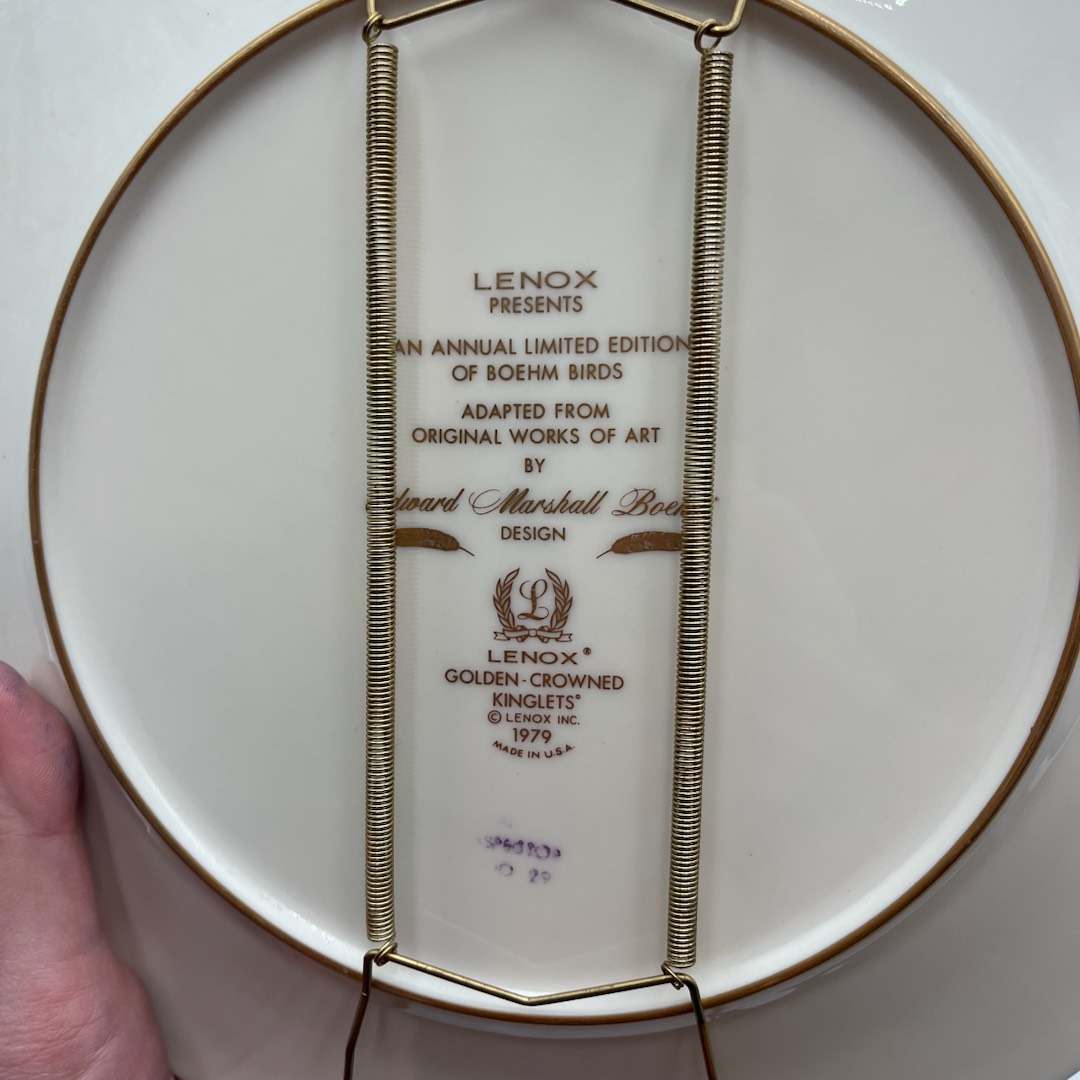 LENOX
PRESENTS
AN ANNUAL LIMITED EDITION
OF BOEHM BIRDS
ADAPTED FROM
ORIGINAL WORKS OF ART
BY
Marshall
DESIGN
L
LENOX®
GOLDEN-CROWNED
KINGLETS©
© LENOX INC.
1979
MADE IN U.S.A.
29